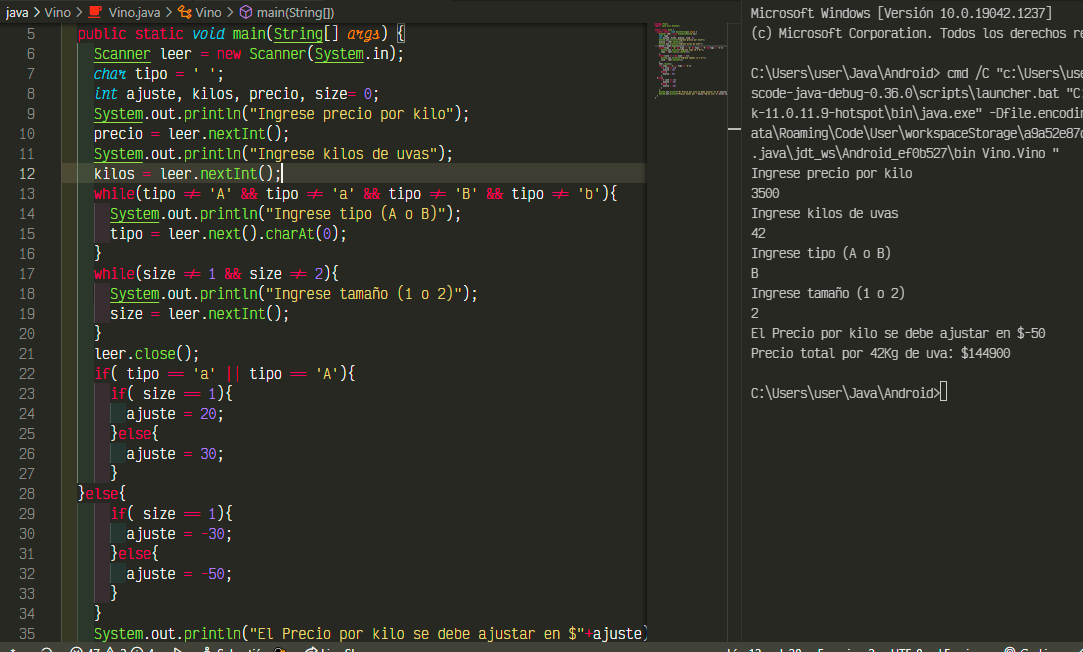 java > Vino > Vino.java > Vino > main(String[])
5 public static void main(String[] args) {
6 Scanner leer = new Scanner(System.in);
7 char tipo = ' ';
8 int ajuste, kilos, precio, size= 0;
9 System.out.println("Ingrese precio por kilo");
10 precio = leer.nextInt();
11 System.out.println("Ingrese kilos de uvas");
12 kilos = leer.nextInt();
13 while(tipo ≠ 'A' && tipo ≠ 'a' && tipo ≠ 'B' && tipo ≠ 'b'){
14 System.out.println("Ingrese tipo (A o B)");
15 tipo = leer.next().charAt(0);
16 }
17 while(size ≠ 1 && size ≠ 2){
18 System.out.println("Ingrese tamaño (1 o 2)");
19 size = leer.nextInt();
20 }
21 leer.close();
22 if( tipo == 'a' || tipo == 'A'){
23 if( size == 1){
24 ajuste = 20;
25 }else{
26 ajuste = 30;
27 }
28 }else{
29 if( size == 1){
30 ajuste = -30;
31 }else{
32 ajuste = -50;
33 }
34 }
35 System.out.println("El Precio por kilo se debe ajustar en $"+ajuste)
Microsoft Windows [Versión 10.0.19042.1237]
(c) Microsoft Corporation. Todos los derechos re
C:\Users\user\Java\Android> cmd /C "c:\Users\use
scode-java-debug-0.36.0\scripts\launcher.bat "C:
k-11.0.11.9-hotspot\bin\java.exe" -Dfile.encodin
ata\Roaming\Code\User\workspaceStorage\a9a52e87c
.java\jdt_ws\Android_ef0b527\bin Vino.Vino "
Ingrese precio por kilo
3500
Ingrese kilos de uvas
42
Ingrese tipo (A o B)
B
Ingrese tamaño (1 o 2)
2
El Precio por kilo se debe ajustar en $-50
Precio total por 42Kg de uva: $144900
C:\Users\user\Java\Android>